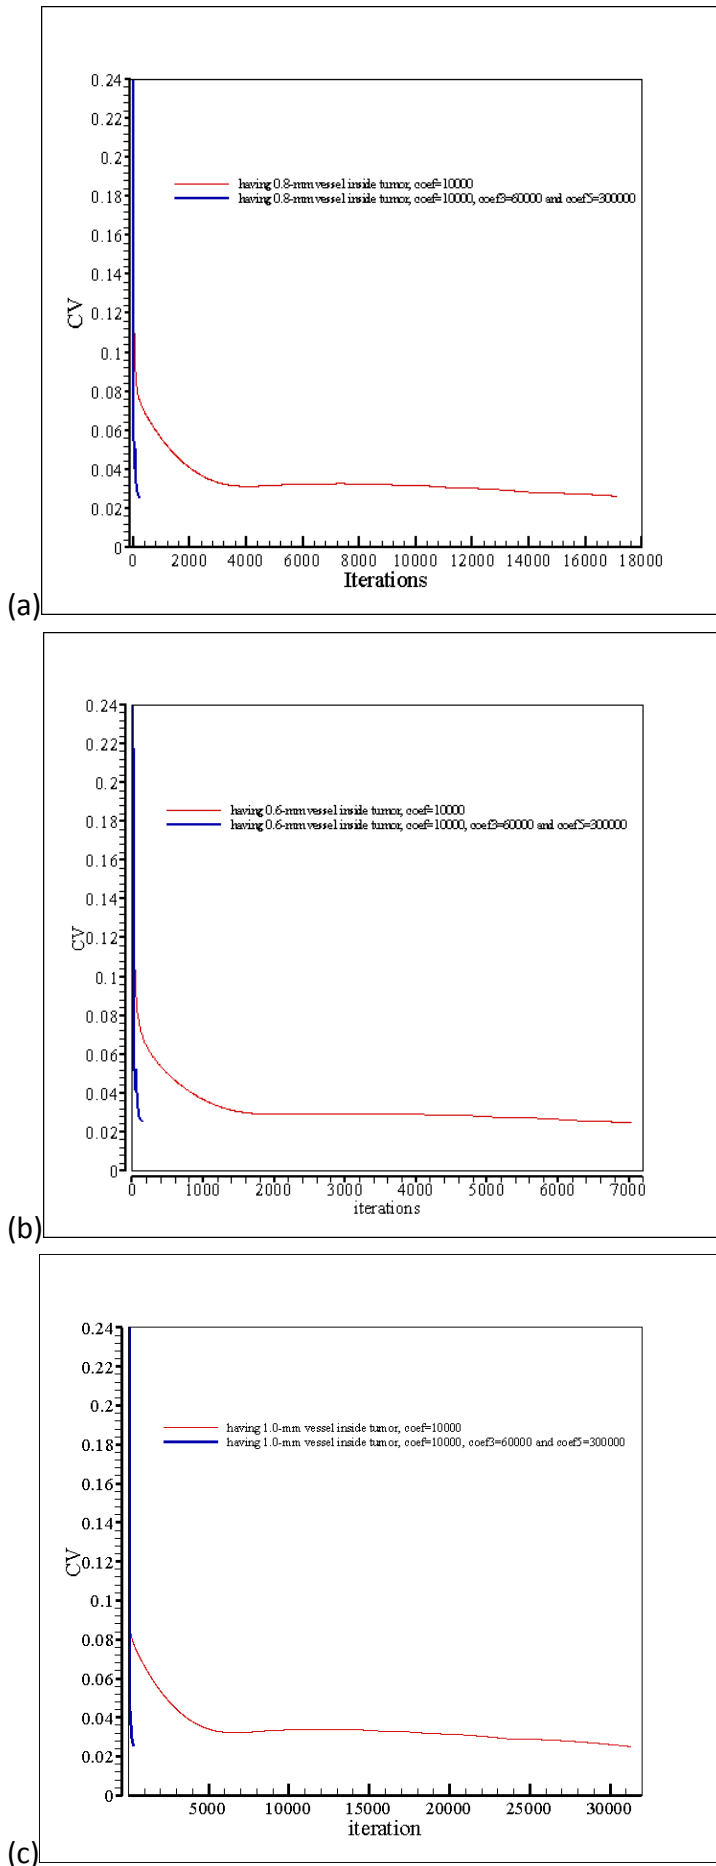 0.24
0.22
0.2
0.18
0.16
0.14
0.12
0.1
0.08
0.06
0.04
0.02
0
CV
having 0.8-mm vessel inside tumor, coef=10000
having 0.8-mm vessel inside tumor, coef=10000, coef3=60000 and coef5=300000
0 2000 4000 6000 8000 10000 12000 14000 16000 18000
Iterations
(a)
0.24
0.22
0.2
0.18
0.16
0.14
0.12
0.1
0.08
0.06
0.04
0.02
0
CV
having 0.6-mm vessel inside tumor, coef=10000
having 0.6-mm vessel inside tumor, coef=10000, coef3=60000 and coef5=300000
0 1000 2000 3000 4000 5000 6000 7000
iterations
(b)
0.24
0.22
0.2
0.18
0.16
0.14
0.12
0.1
0.08
0.06
0.04
0.02
0
CV
having 1.0-mm vessel inside tumor, coef=10000
having 1.0-mm vessel inside tumor, coef=10000, coef3=60000 and coef5=300000
5000 10000 15000 20000 25000 30000
iteration
(c)